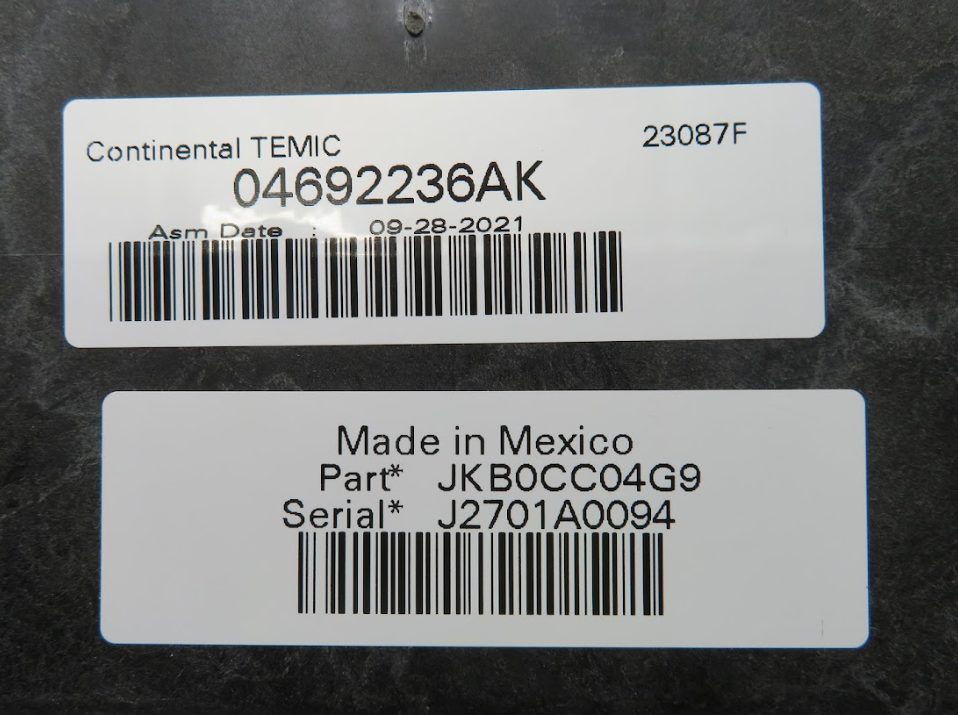 Continental TEMIC 23087F
04692236AK
Asm Date : 09-28-2021
Made in Mexico
Part* JKB0CC04G9
Serial* J2701A0094